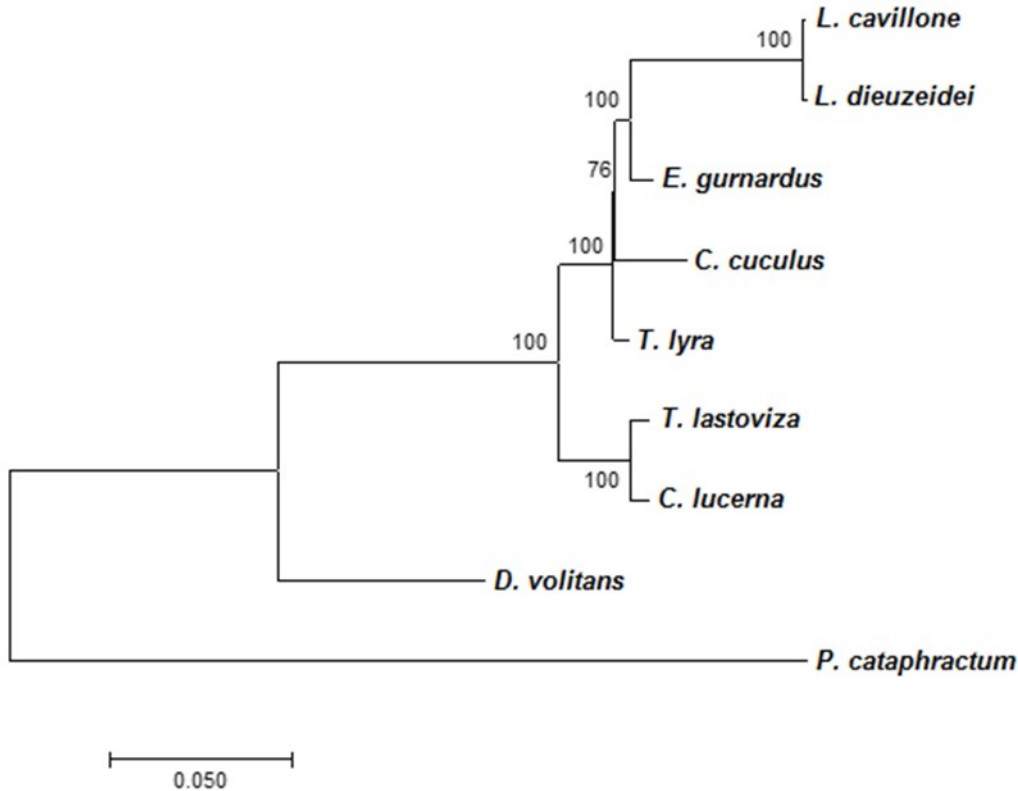 L. cavillone
100
L. dieuzeidei
100
76
E. gurnardus
100
C. cuculus
100
T. lyra
T. lastoviza
100
C. lucerna
D. volitans
P. cataphractum
0.050